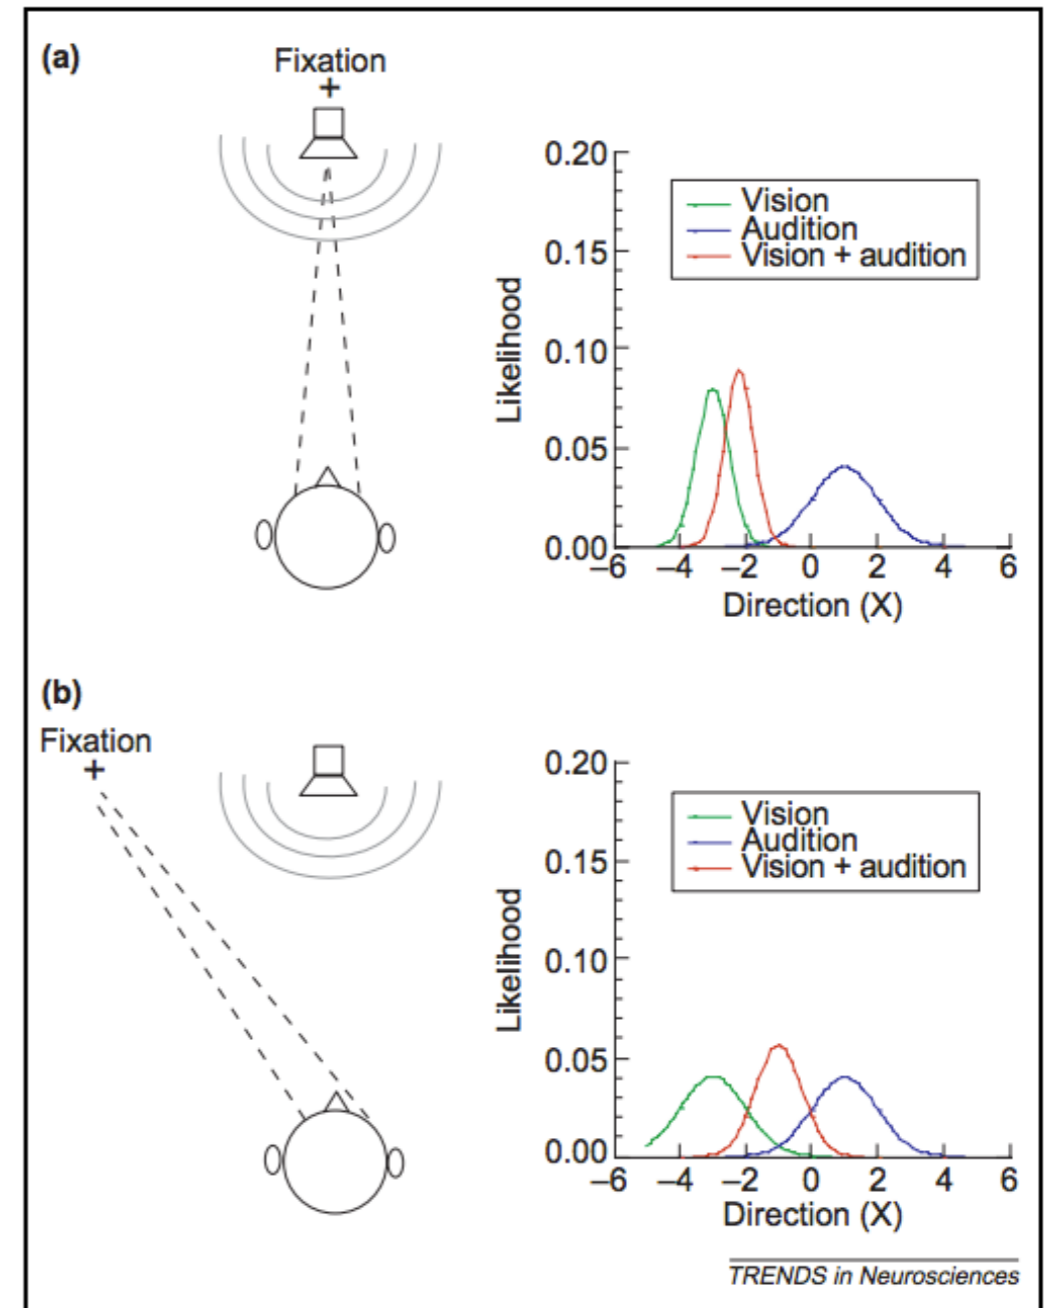 (a)
Fixation
+
0.20
0.15
0.10
0.05
0.00
Likelihood
Vision
Audition
Vision + audition
–6 –4 –2 0 2 4 6
Direction (X)
(b)
Fixation
+
0.20
0.15
0.10
0.05
0.00
Likelihood
Vision
Audition
Vision + audition
–6 –4 –2 0 2 4 6
Direction (X)
TRENDS in Neurosciences